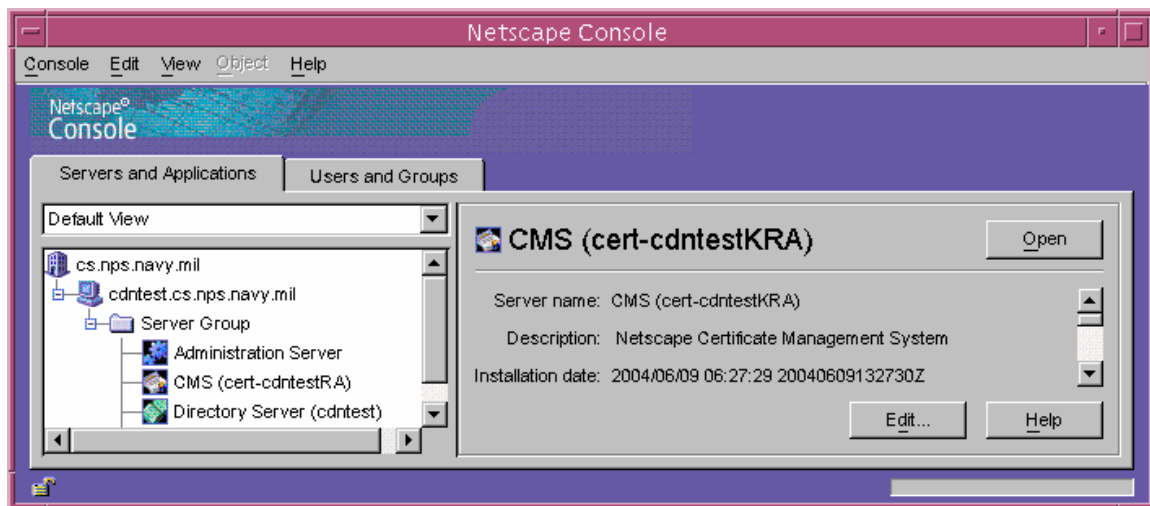 Netscape Console
Console Edit View Object Help
Netscape®
Console
Servers and Applications Users and Groups
Default View
cs.nps.navy.mil
cdntest.cs.nps.navy.mil
Server Group
Administration Server
CMS (cert-cdntestRA)
Directory Server (cdntest)
CMS (cert-cdntestKRA)
Open
Server name: CMS (cert-cdntestKRA)
Description: Netscape Certificate Management System
Installation date: 2004/06/09 06:27:29 20040609132730Z
Edit... Help